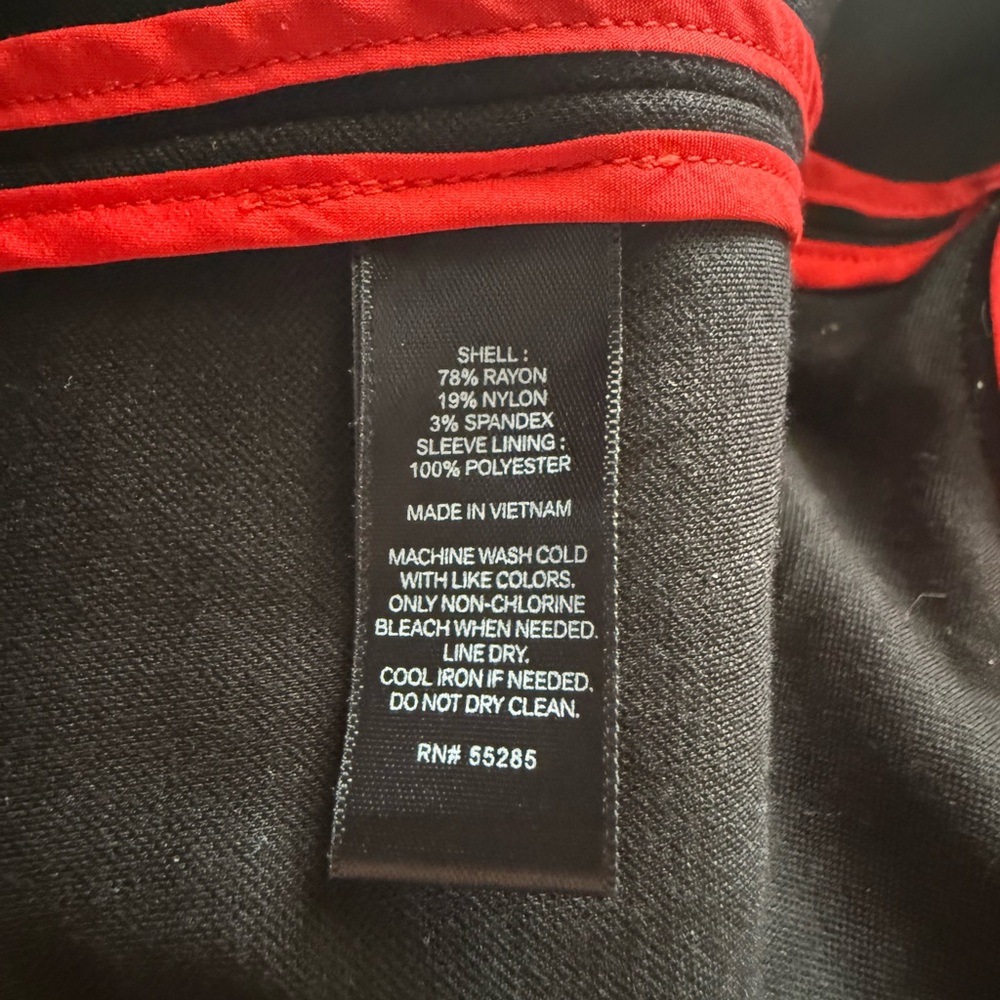 SHELL :
78% RAYON
19% NYLON
3% SPANDEX
SLEEVE LINING :
100% POLYESTER
MADE IN VIETNAM
MACHINE WASH COLD
WITH LIKE COLORS.
ONLY NON-CHLORINE
BLEACH WHEN NEEDED.
LINE DRY.
COOL IRON IF NEEDED.
DO NOT DRY CLEAN.
RN# 55285